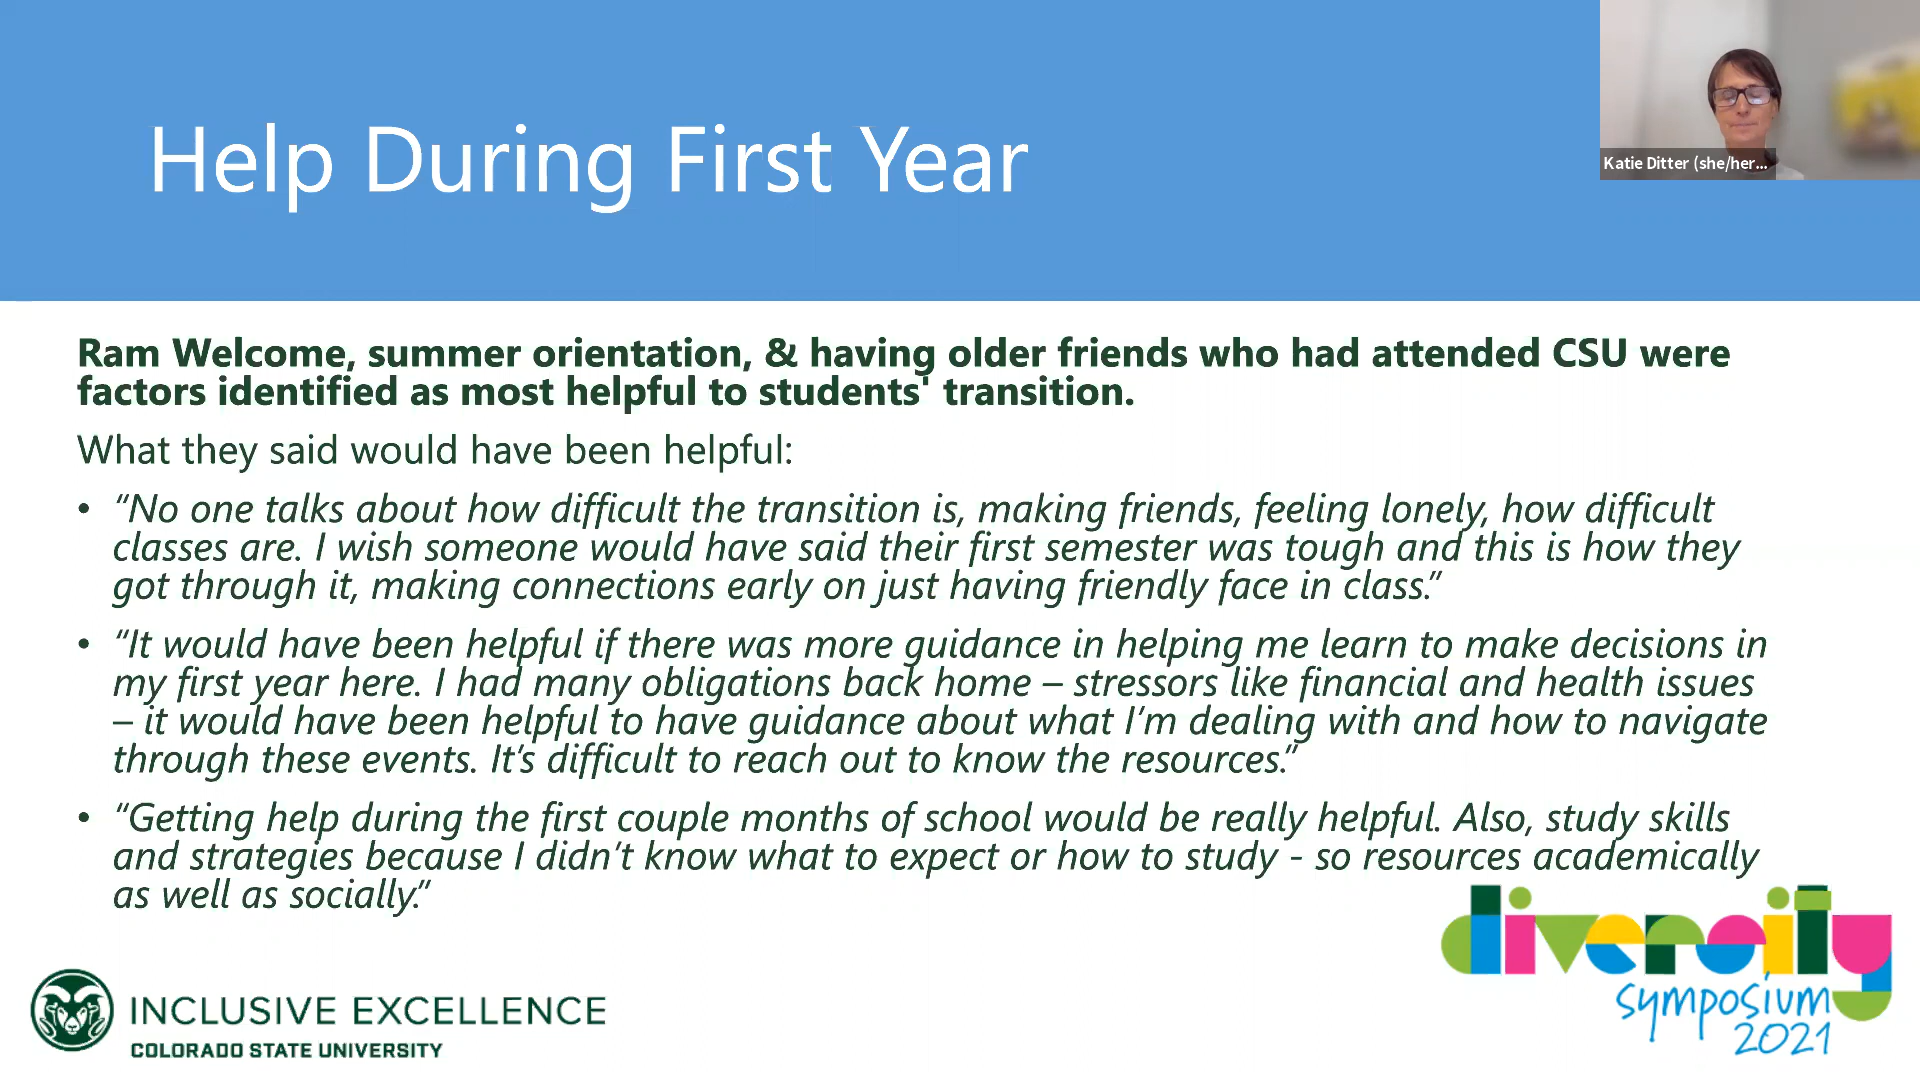 Help During First Year
Katie Ditter (she/her...
Ram Welcome, summer orientation, & having older friends who had attended CSU were
factors identified as most helpful to students' transition.
What they said would have been helpful:
• “No one talks about how difficult the transition is, making friends, feeling lonely, how difficult
classes are. I wish someone would have said their first semester was tough and this is how they
got through it, making connections early on just having friendly face in class.”
• “It would have been helpful if there was more guidance in helping me learn to make decisions in
my first year here. I had many obligations back home – stressors like financial and health issues
– it would have been helpful to have guidance about what I’m dealing with and how to navigate
through these events. It’s difficult to reach out to know the resources.”
• “Getting help during the first couple months of school would be really helpful. Also, study skills
and strategies because I didn’t know what to expect or how to study - so resources academically
as well as socially.”
diversity
symposium
2021
INCLUSIVE EXCELLENCE
COLORADO STATE UNIVERSITY